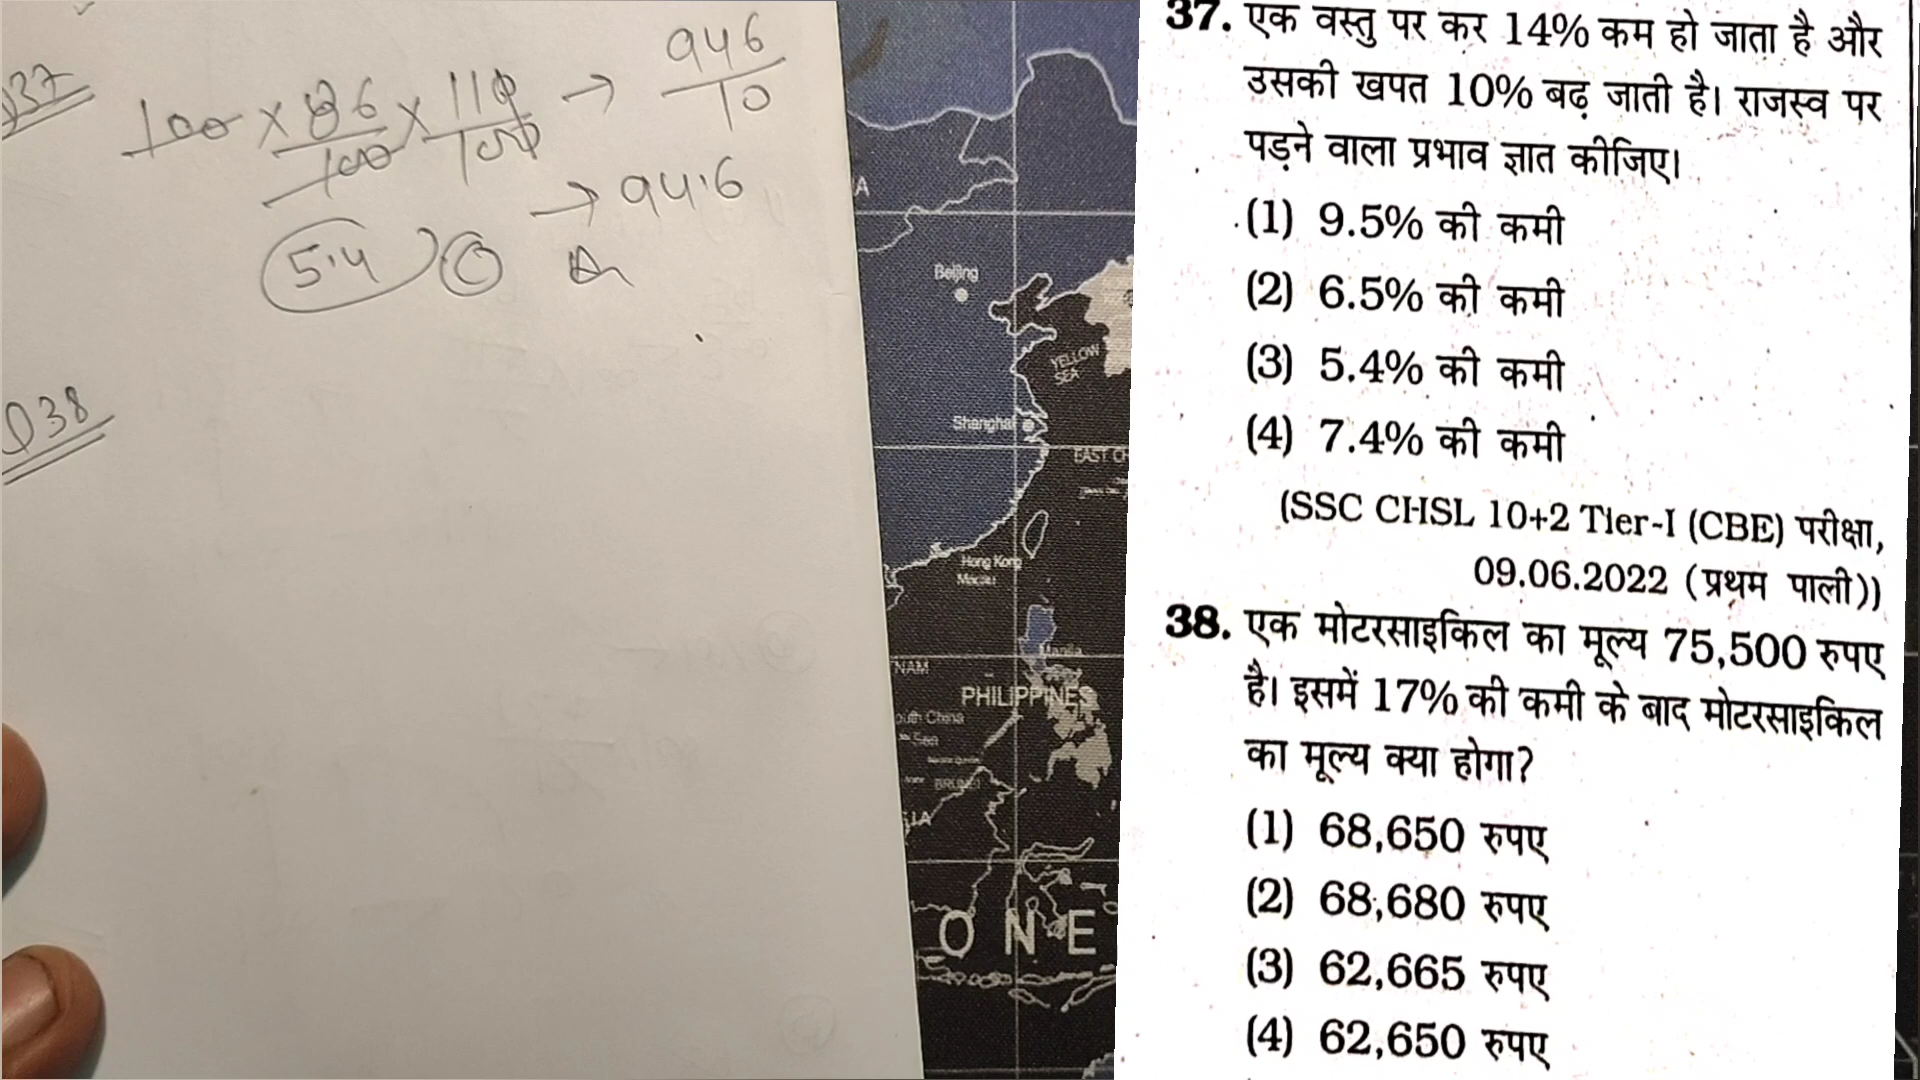 Q37
100 × 86/100 × 110/100 → 946/10
→ 94.6
5.4 C
Q38
Beijing
YELLOW
SEA
Shanghai
EAST
Hong Kong
Macau
Manila
NAM
PHILIPPINES
outh China
Sea
BRUNEI
ONE
37. एक वस्तु पर कर 14% कम हो जाता है और
उसकी खपत 10% बढ़ जाती है। राजस्व पर
पड़ने वाला प्रभाव ज्ञात कीजिए।
(1) 9.5% की कमी
(2) 6.5% की कमी
(3) 5.4% की कमी
(4) 7.4% की कमी
(SSC CHSL 10+2 Tier-I (CBE) परीक्षा,
09.06.2022 (प्रथम पाली))
38. एक मोटरसाइकिल का मूल्य 75,500 रुपए
है। इसमें 17% की कमी के बाद मोटरसाइकिल
का मूल्य क्या होगा?
(1) 68,650 रुपए
(2) 68,680 रुपए
(3) 62,665 रुपए
(4) 62,650 रुपए